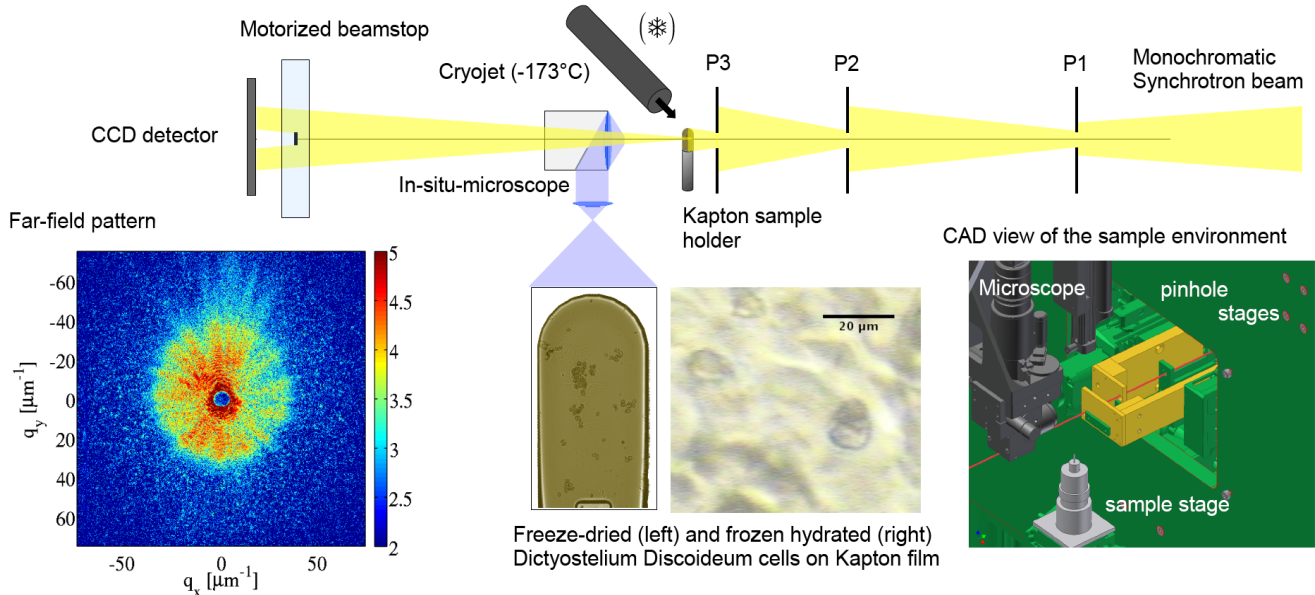 Motorized beamstop
(❄)
Cryojet (-173°C)
P3
P2
P1
Monochromatic
Synchrotron beam
CCD detector
In-situ-microscope
Kapton sample
holder
Far-field pattern
CAD view of the sample environment
-60
-40
-20
0
20
40
60
q_y [μm⁻¹]
-50
0
50
q_x [μm⁻¹]
5
4.5
4
3.5
3
2.5
2
20 μm
Microscope
pinhole
stages
sample stage
Freeze-dried (left) and frozen hydrated (right)
Dictyostelium Discoideum cells on Kapton film